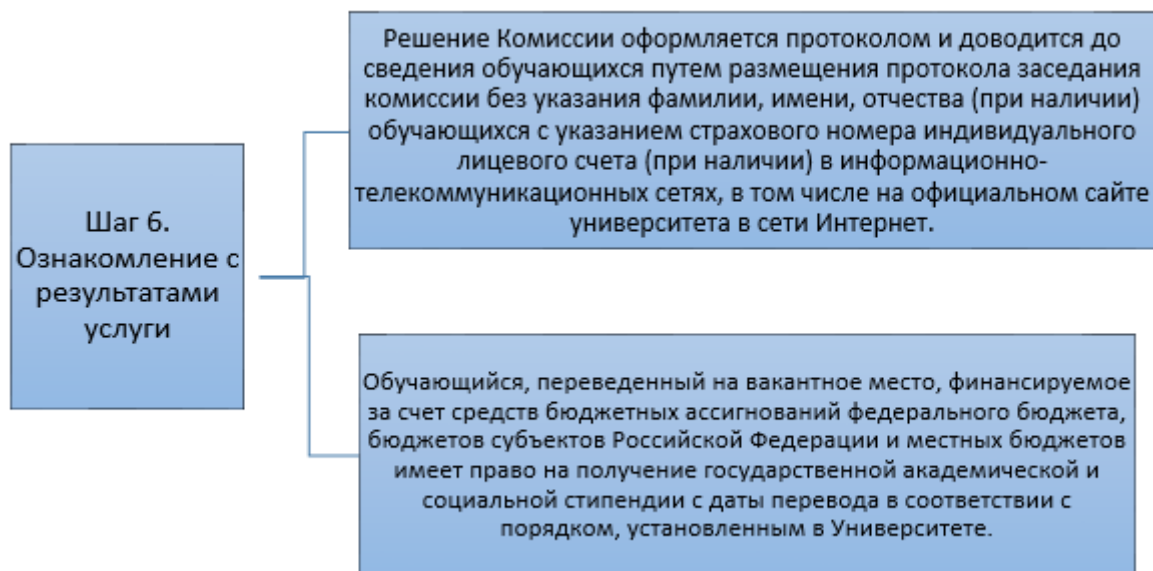 Шаг 6.
Ознакомление с
результатами
услуги
Решение Комиссии оформляется протоколом и доводится до
сведения обучающихся путем размещения протокола заседания
комиссии без указания фамилии, имени, отчества (при наличии)
обучающихся с указанием страхового номера индивидуального
лицевого счета (при наличии) в информационно-
телекоммуникационных сетях, в том числе на официальном сайте
университета в сети Интернет.
Обучающийся, переведенный на вакантное место, финансируемое
за счет средств бюджетных ассигнований федерального бюджета,
бюджетов субъектов Российской Федерации и местных бюджетов
имеет право на получение государственной академической и
социальной стипендии с даты перевода в соответствии с
порядком, установленным в Университете.